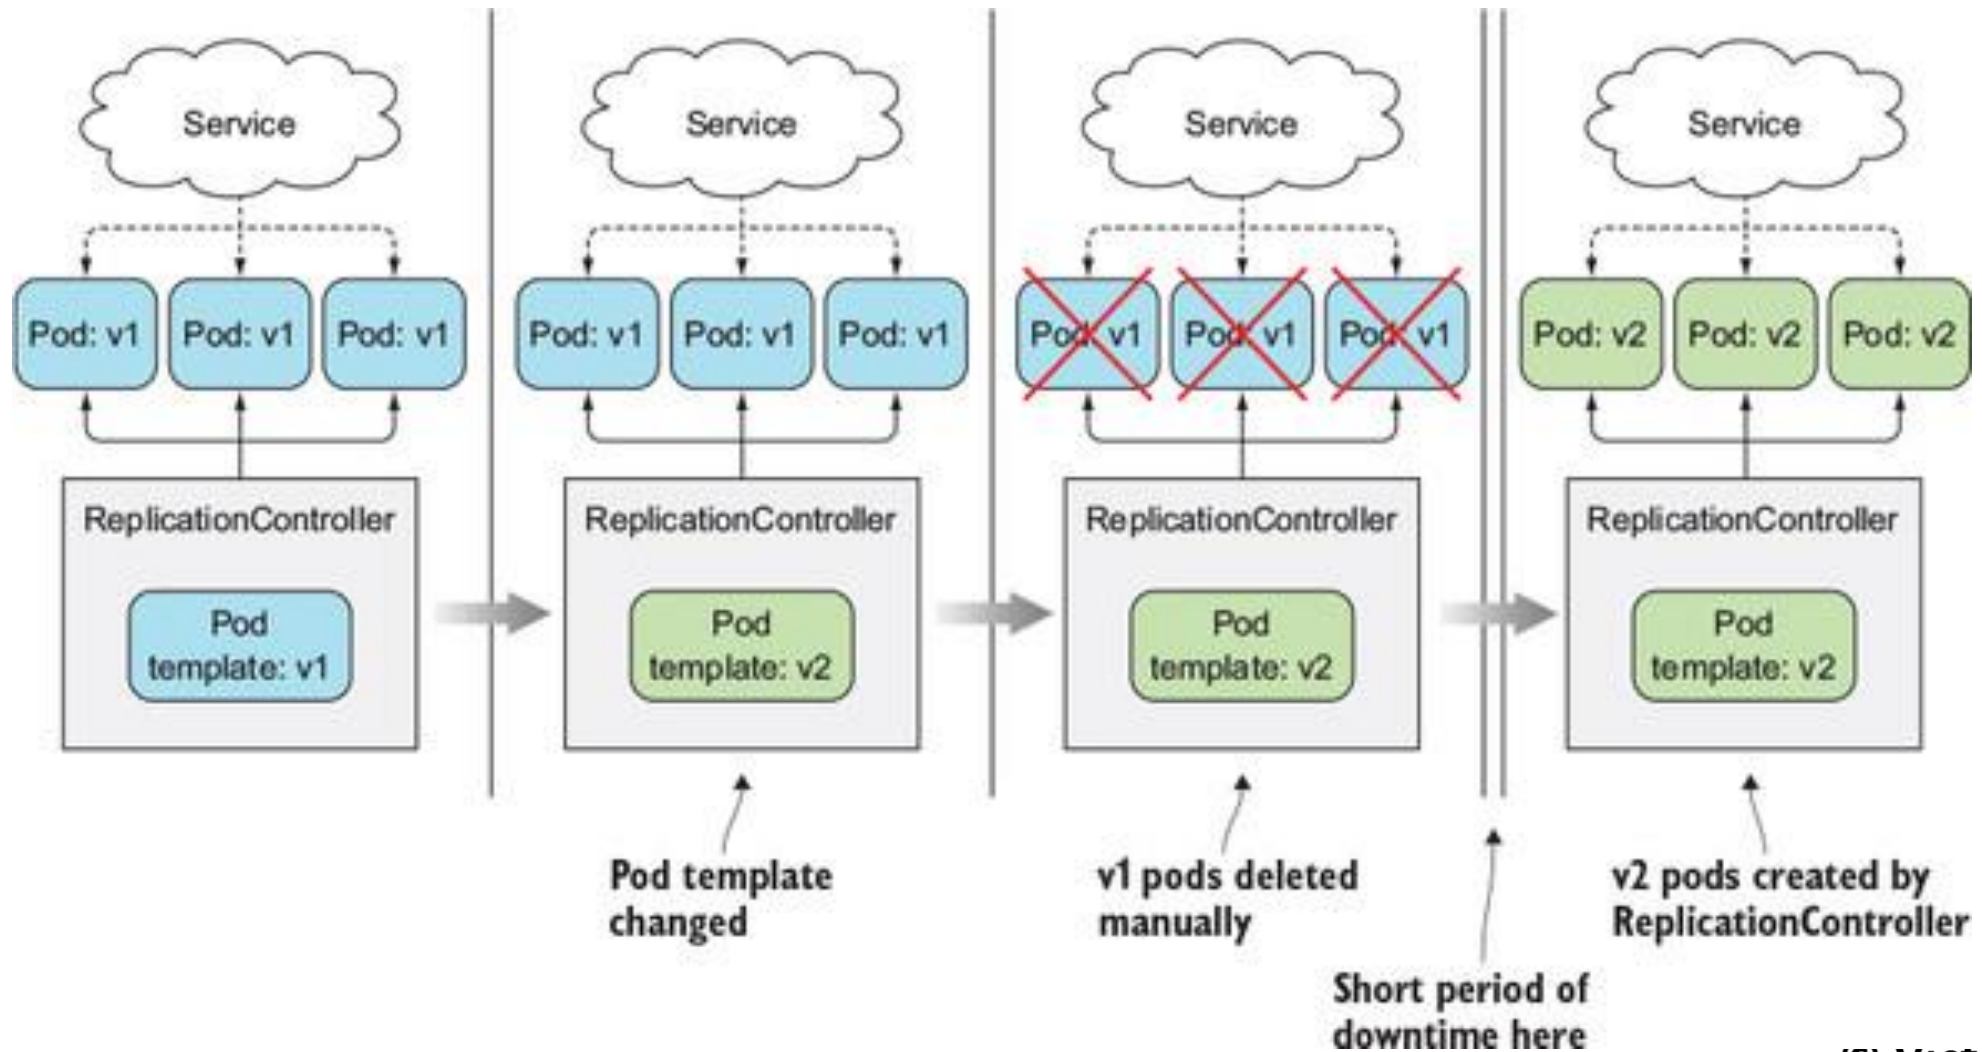 Service
Service
Service
Service
Pod: v1
Pod: v1
Pod: v1
Pod: v1
Pod: v1
Pod: v1
Pod: v1
Pod: v1
Pod: v1
Pod: v2
Pod: v2
Pod: v2
ReplicationController
ReplicationController
ReplicationController
ReplicationController
Pod
template: v1
Pod
template: v2
Pod
template: v2
Pod
template: v2
Pod template
changed
v1 pods deleted
manually
v2 pods created by
ReplicationController
Short period of
downtime here